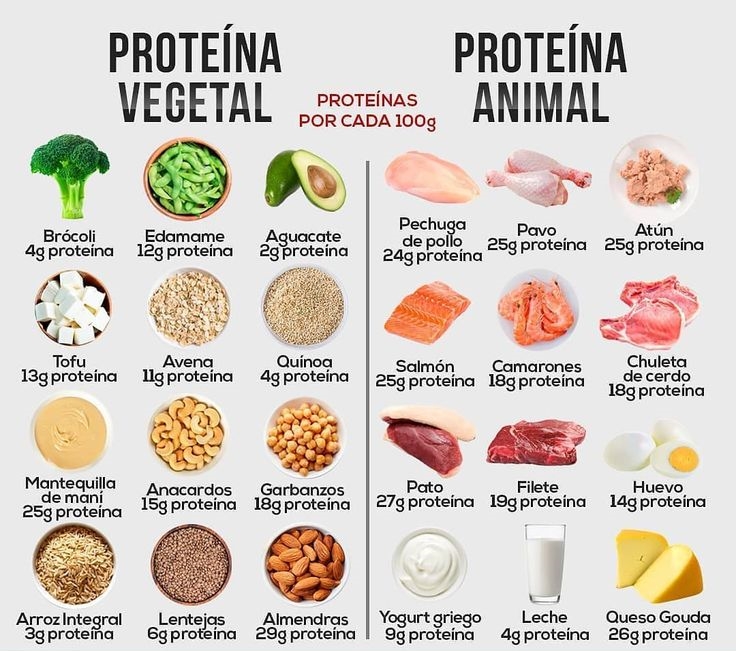 PROTEÍNA
VEGETAL
PROTEÍNAS
POR CADA 100g
PROTEÍNA
ANIMAL
Brócoli
4g proteína
Edamame
12g proteína
Aguacate
2g proteína
Tofu
13g proteína
Avena
11g proteína
Quínoa
4g proteína
Mantequilla
de maní
25g proteína
Anacardos
15g proteína
Garbanzos
18g proteína
Arroz Integral
3g proteína
Lentejas
6g proteína
Almendras
29g proteína
Pechuga
de pollo
24g proteína
Pavo
25g proteína
Atún
25g proteína
Salmón
25g proteína
Camarones
18g proteína
Chuleta
de cerdo
18g proteína
Pato
27g proteína
Filete
19g proteína
Huevo
14g proteína
Yogurt griego
9g proteína
Leche
4g proteína
Queso Gouda
26g proteína